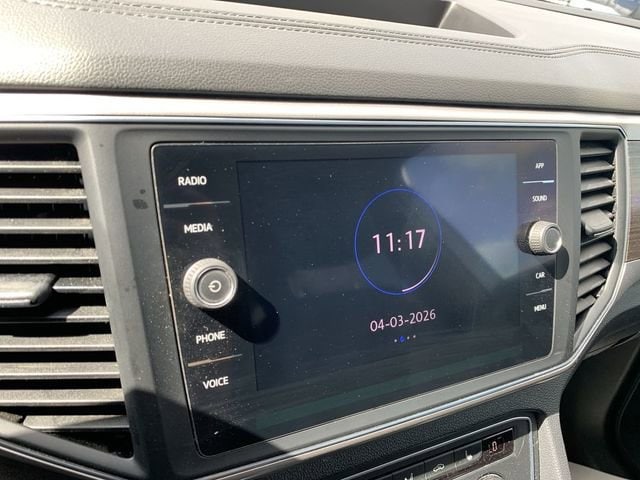 RADIO
MEDIA
PHONE
VOICE
11:17
04-03-2026
APP
SOUND
CAR
MENU